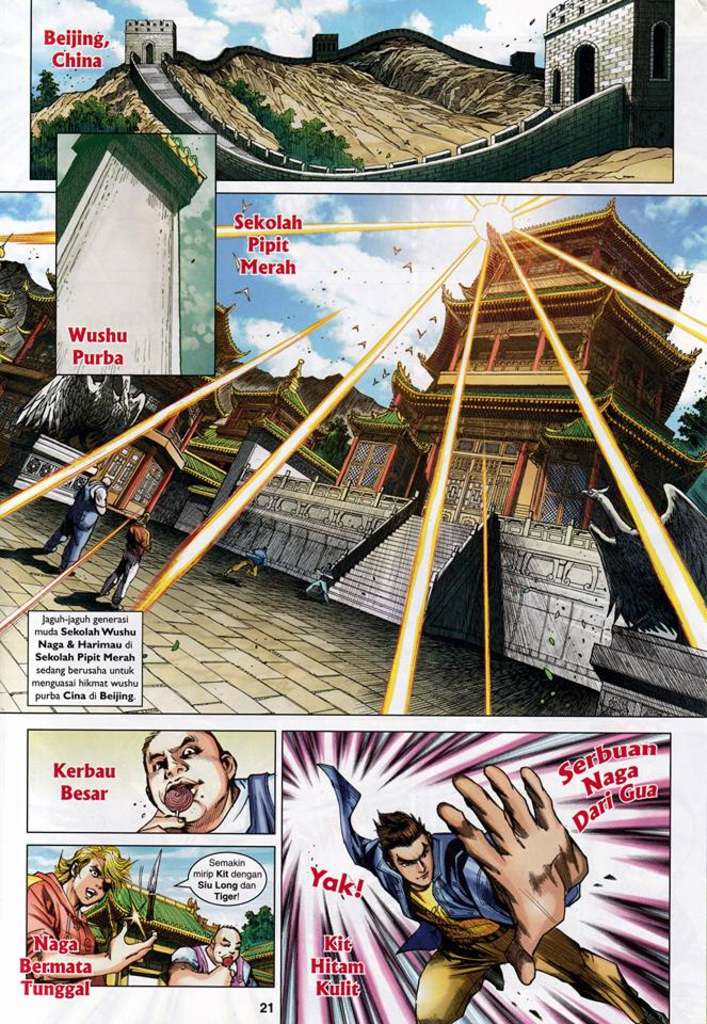 Beijing,
China
Wushu
Purba
Sekolah
Pipit
Merah
Jaguh-jaguh generasi
muda Sekolah Wushu
Naga & Harimau di
Sekolah Pipit Merah
sedang berusaha untuk
menguasai hikmat wushu
purba Cina di Beijing.
Kerbau
Besar
Semakin
mirip Kit dengan
Siu Long dan
Tiger!
Naga
Bermata
Tunggal
Serbuan
Naga
Dari Gua
Yak!
Kit
Hitam
Kulit
21